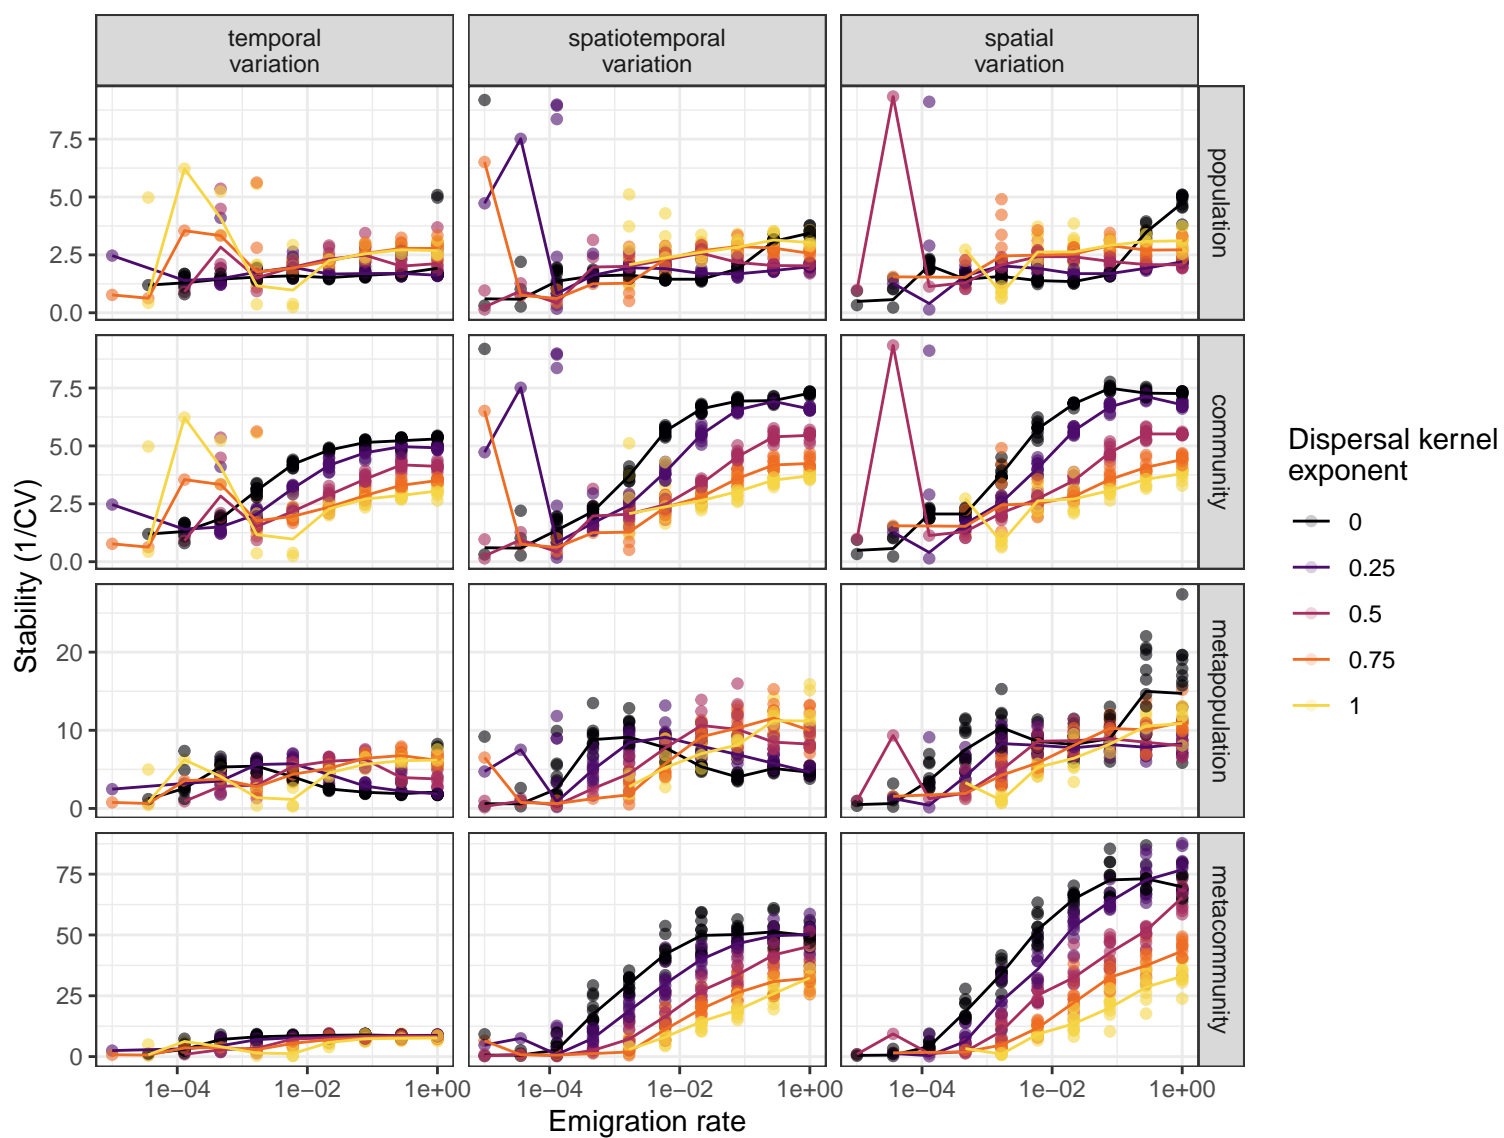 temporal
variation
spatiotemporal
variation
spatial
variation
population
community
metapopulation
metacommunity
7.5
5.0
2.5
0.0
7.5
5.0
2.5
0.0
20
10
0
75
50
25
0
1e−04
1e−02
1e+00
1e−04
1e−02
1e+00
1e−04
1e−02
1e+00
Emigration rate
Stability (1/CV)
Dispersal kernel
exponent
0
0.25
0.5
0.75
1